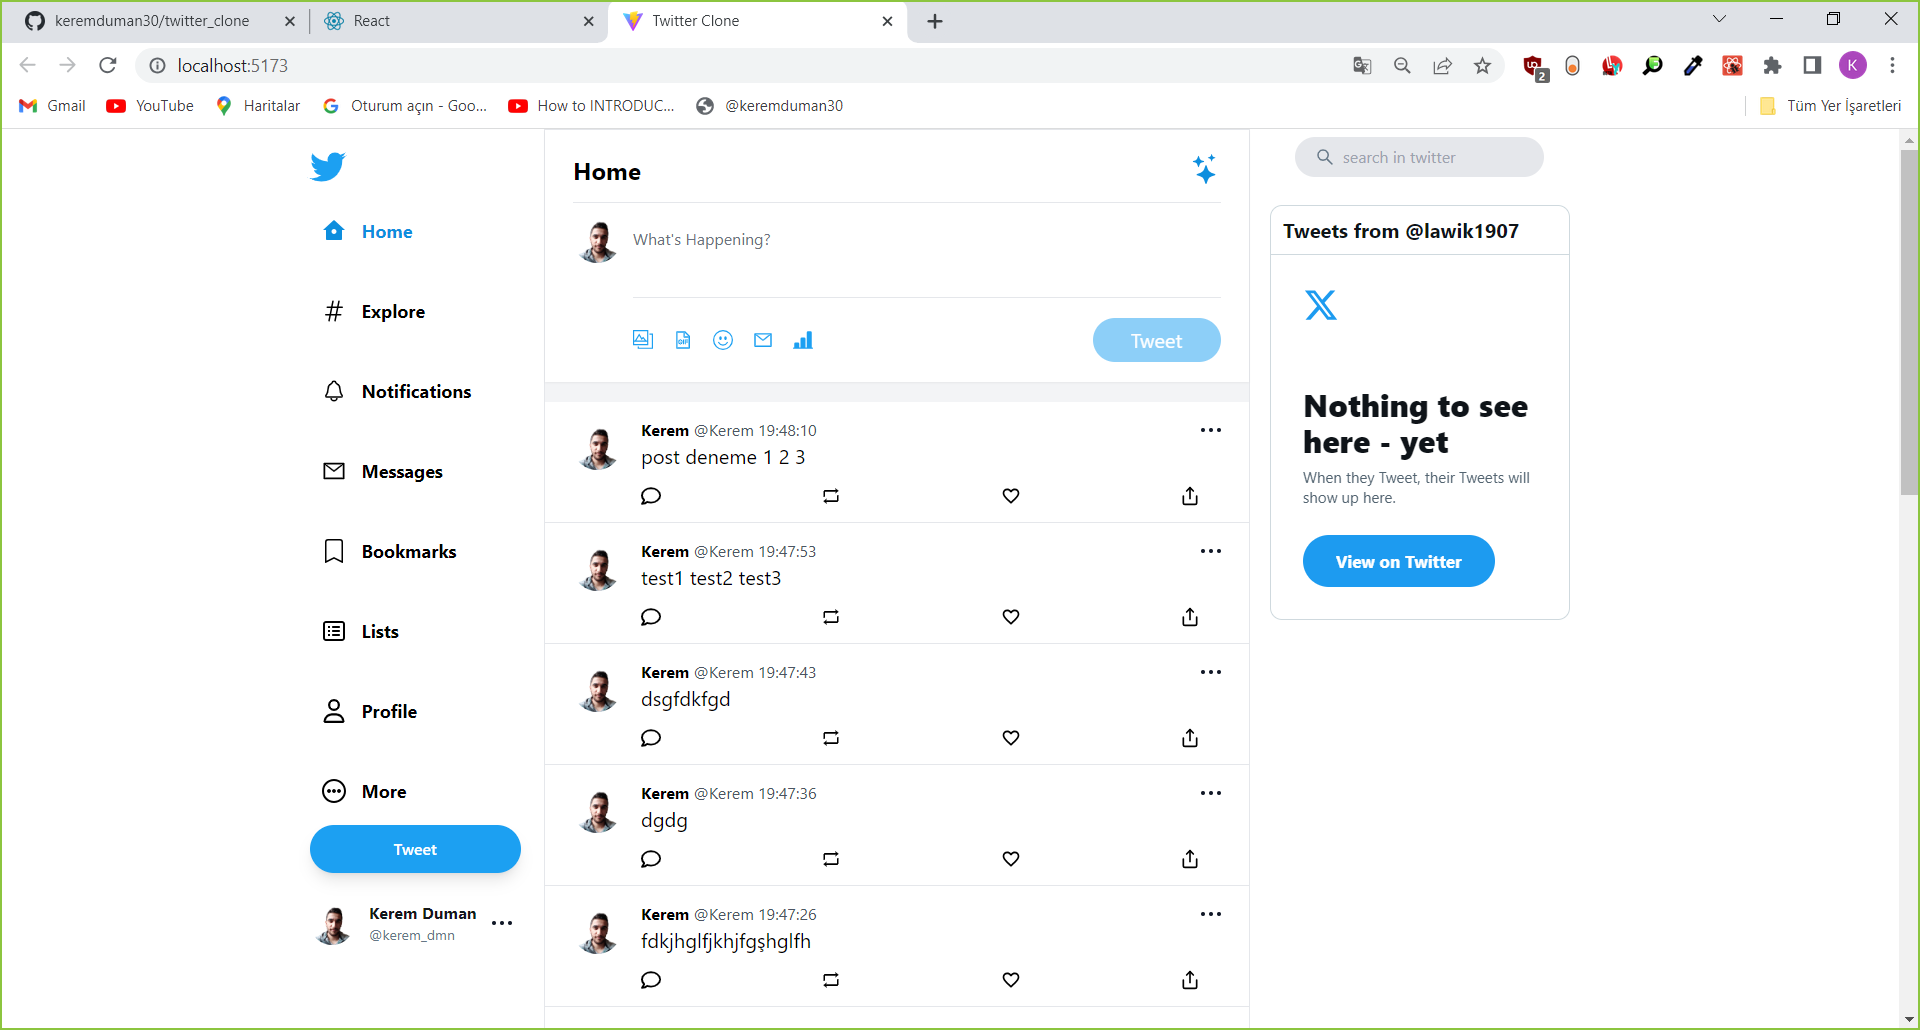 keremduman30/twitter_clone
React
Twitter Clone
localhost:5173
2
K
Gmail
YouTube
Haritalar
Oturum açın - Goo...
How to INTRODUC...
@keremduman30
Tüm Yer İşaretleri
Home
Explore
Notifications
Messages
Bookmarks
Lists
Profile
More
Tweet
Kerem Duman
@kerem_dmn
Home
What's Happening?
GIF
Tweet
Kerem @Kerem 19:48:10
post deneme 1 2 3
Kerem @Kerem 19:47:53
test1 test2 test3
Kerem @Kerem 19:47:43
dsgfdkfgd
Kerem @Kerem 19:47:36
dgdg
Kerem @Kerem 19:47:26
fdkjhglfjkhjfgşhglfh
search in twitter
Tweets from @lawik1907
Nothing to see
here - yet
When they Tweet, their Tweets will
show up here.
View on Twitter